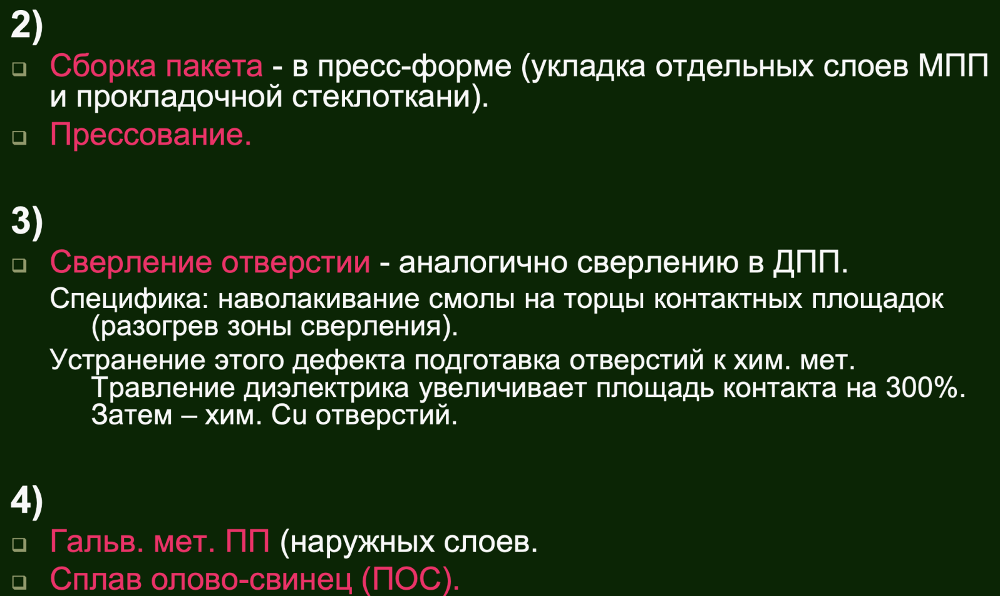 2)
❑ Сборка пакета - в пресс-форме (укладка отдельных слоев МПП
и прокладочной стеклоткани).
❑ Прессование.
3)
❑ Сверление отверстии - аналогично сверлению в ДПП.
Специфика: наволакивание смолы на торцы контактных площадок
(разогрев зоны сверления).
Устранение этого дефекта подготавка отверстий к хим. мет.
Травление диэлектрика увеличивает площадь контакта на 300%.
Затем – хим. Cu отверстий.
4)
❑ Гальв. мет. ПП (наружных слоев.
❑ Сплав олово-свинец (ПОС).